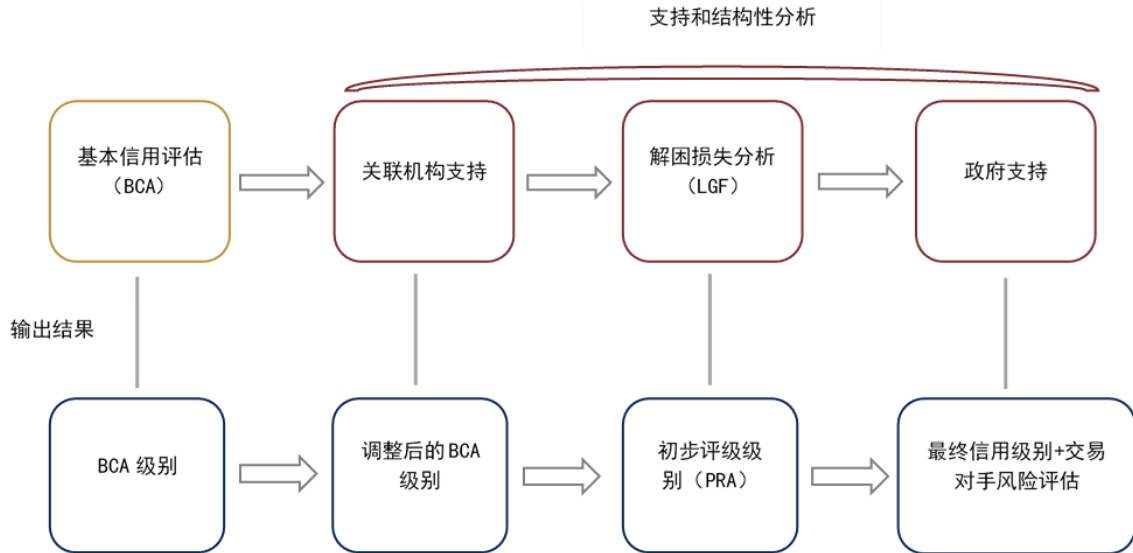 支持和结构性分析
基本信用评估
（BCA）
关联机构支持
解困损失分析
（LGF）
政府支持
输出结果
BCA 级别
调整后的BCA
级别
初步评级级
别（PRA）
最终信用级别+交易
对手风险评估